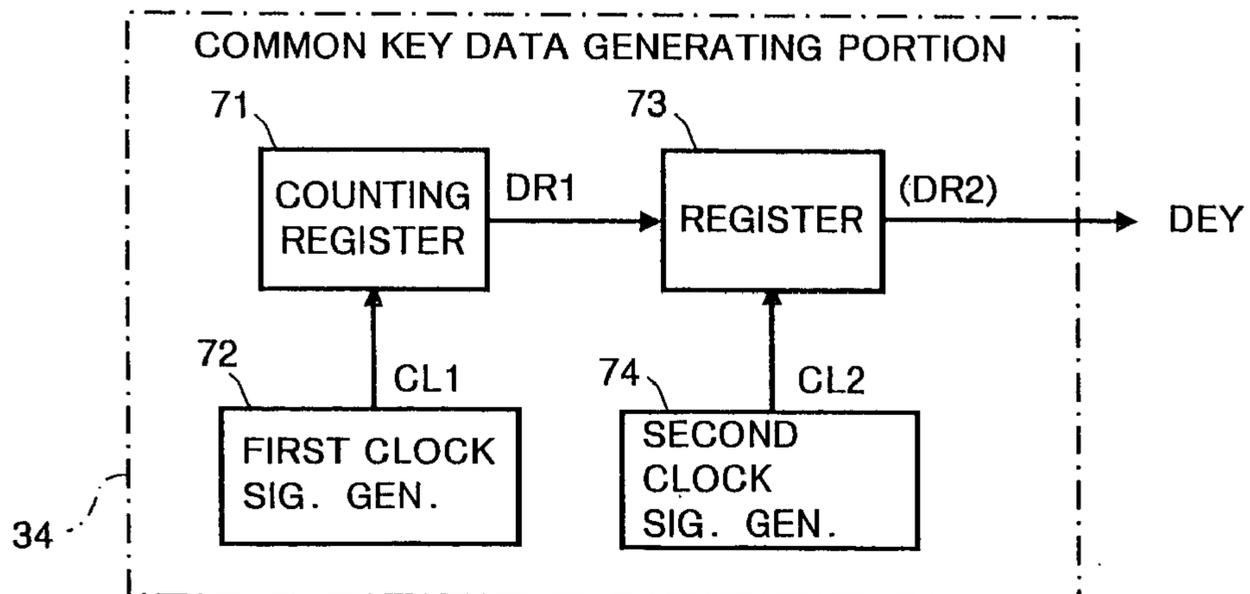 COMMON KEY DATA GENERATING PORTION
71
73
COUNTING
REGISTER
DR1
REGISTER
(DR2)
DEY
72
CL1
74
CL2
FIRST CLOCK
SIG. GEN.
SECOND
CLOCK
SIG. GEN.
34